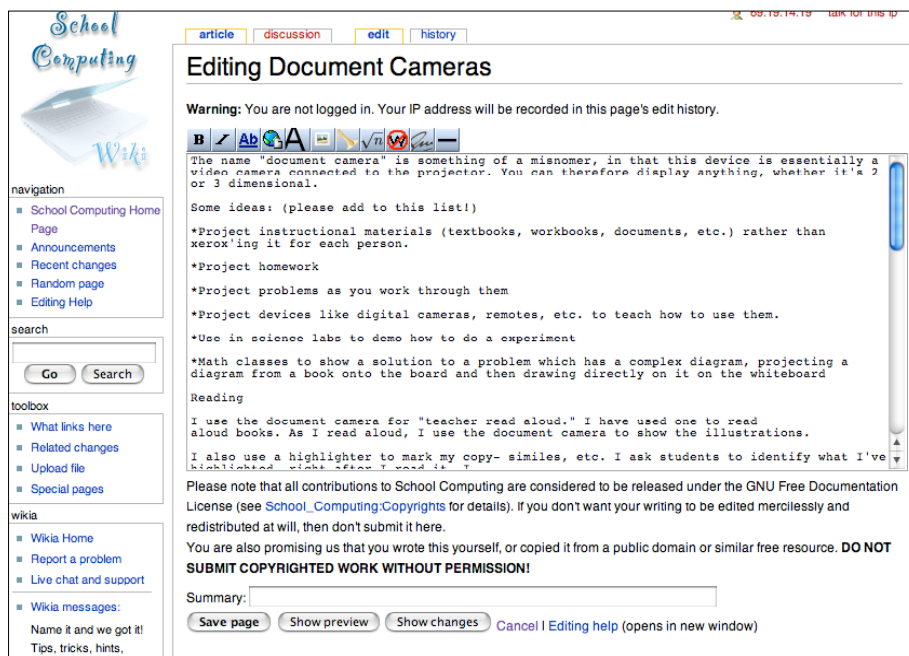 School
Computing
Wiki
69.19.14.19 talk for this ip
article discussion edit history
Editing Document Cameras
Warning: You are not logged in. Your IP address will be recorded in this page's edit history.
B I Ab A √n W
The name "document camera" is something of a misnomer, in that this device is essentially a
video camera connected to the projector. You can therefore display anything, whether it's 2
or 3 dimensional.
Some ideas: (please add to this list!)
*Project instructional materials (textbooks, workbooks, documents, etc.) rather than
xerox'ing it for each person.
*Project homework
*Project problems as you work through them
*Project devices like digital cameras, remotes, etc. to teach how to use them.
*Use in science labs to demo how to do a experiment
*Math classes to show a solution to a problem which has a complex diagram, projecting a
diagram from a book onto the board and then drawing directly on it on the whiteboard
Reading
I use the document camera for "teacher read aloud." I have used one to read
aloud books. As I read aloud, I use the document camera to show the illustrations.
I also use a highlighter to mark my copy- similes, etc. I ask students to identify what I've
highlighted, right after I read it. I
navigation
School Computing Home
Page
Announcements
Recent changes
Random page
Editing Help
search
Go Search
toolbox
What links here
Related changes
Upload file
Special pages
wikia
Wikia Home
Report a problem
Live chat and support
Wikia messages:
Name it and we got it!
Tips, tricks, hints,
Please note that all contributions to School Computing are considered to be released under the GNU Free Documentation
License (see School_Computing:Copyrights for details). If you don't want your writing to be edited mercilessly and
redistributed at will, then don't submit it here.
You are also promising us that you wrote this yourself, or copied it from a public domain or similar free resource. DO NOT
SUBMIT COPYRIGHTED WORK WITHOUT PERMISSION!
Summary:
Save page Show preview Show changes Cancel | Editing help (opens in new window)